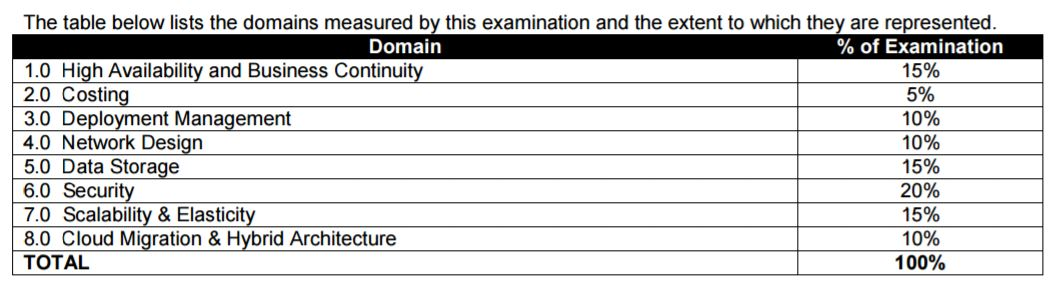 The table below lists the domains measured by this examination and the extent to which they are represented.
Domain % of Examination
1.0 High Availability and Business Continuity 15%
2.0 Costing 5%
3.0 Deployment Management 10%
4.0 Network Design 10%
5.0 Data Storage 15%
6.0 Security 20%
7.0 Scalability & Elasticity 15%
8.0 Cloud Migration & Hybrid Architecture 10%
TOTAL 100%